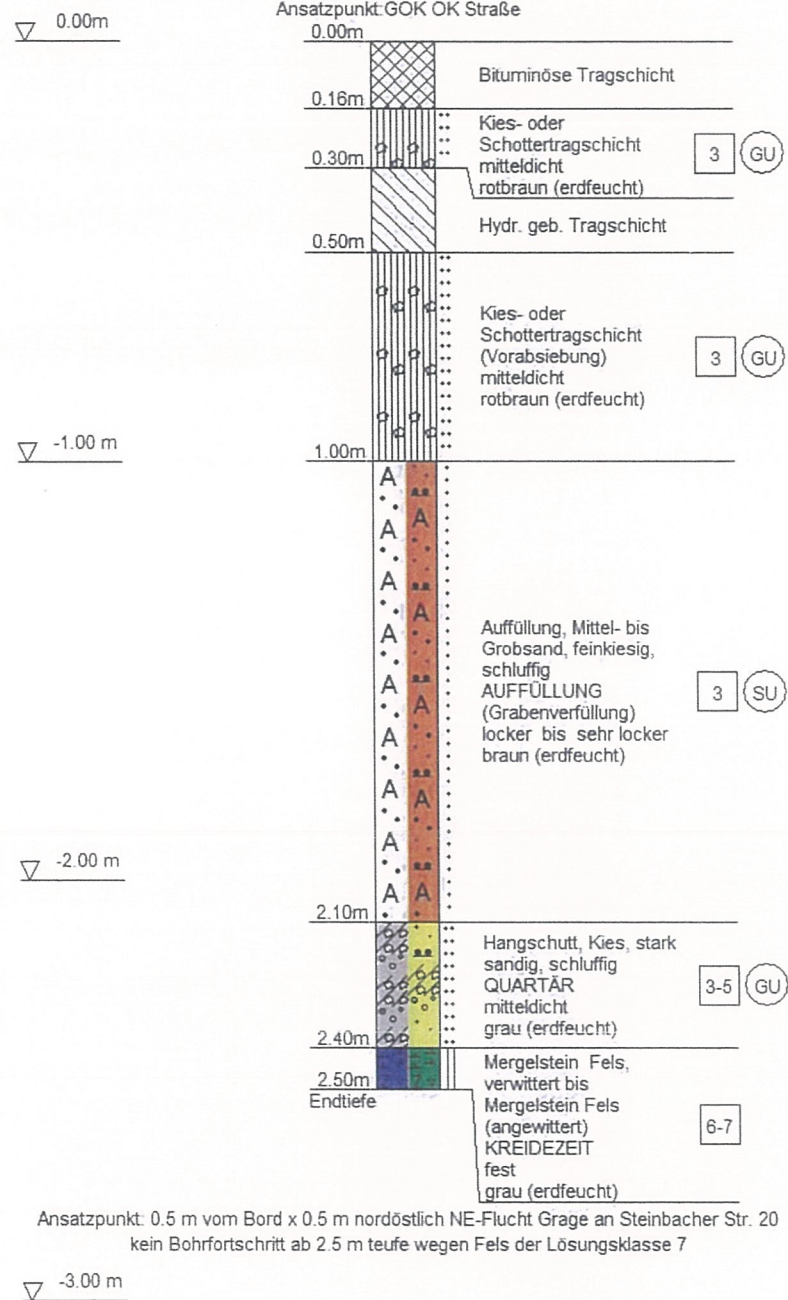 Ansatzpunkt:GOK OK Straße
0.00m
0.00m
Bituminöse Tragschicht
0.16m
Kies- oder
Schottertragschicht
mitteldicht
rotbraun (erdfeucht)
3
GU
0.30m
Hydr. geb. Tragschicht
0.50m
Kies- oder
Schottertragschicht
(Vorabsiebung)
mitteldicht
rotbraun (erdfeucht)
3
GU
-1.00 m
1.00m
A
A
A
A
A
A
A
A
A
A
A
A
A
A
Auffüllung, Mittel- bis
Grobsand, feinkiesig,
schluffig
AUFFÜLLUNG
(Grabenverfüllung)
locker bis sehr locker
braun (erdfeucht)
3
SU
-2.00 m
2.10m
Hangschutt, Kies, stark
sandig, schluffig
QUARTÄR
mitteldicht
grau (erdfeucht)
3-5
GU
2.40m
Mergelstein Fels,
verwittert bis
Mergelstein Fels
(angewittert)
KREIDEZEIT
fest
grau (erdfeucht)
6-7
2.50m
Endtiefe
Ansatzpunkt: 0.5 m vom Bord x 0.5 m nordöstlich NE-Flucht Grage an Steinbacher Str. 20
kein Bohrfortschritt ab 2.5 m teufe wegen Fels der Lösungsklasse 7
-3.00 m